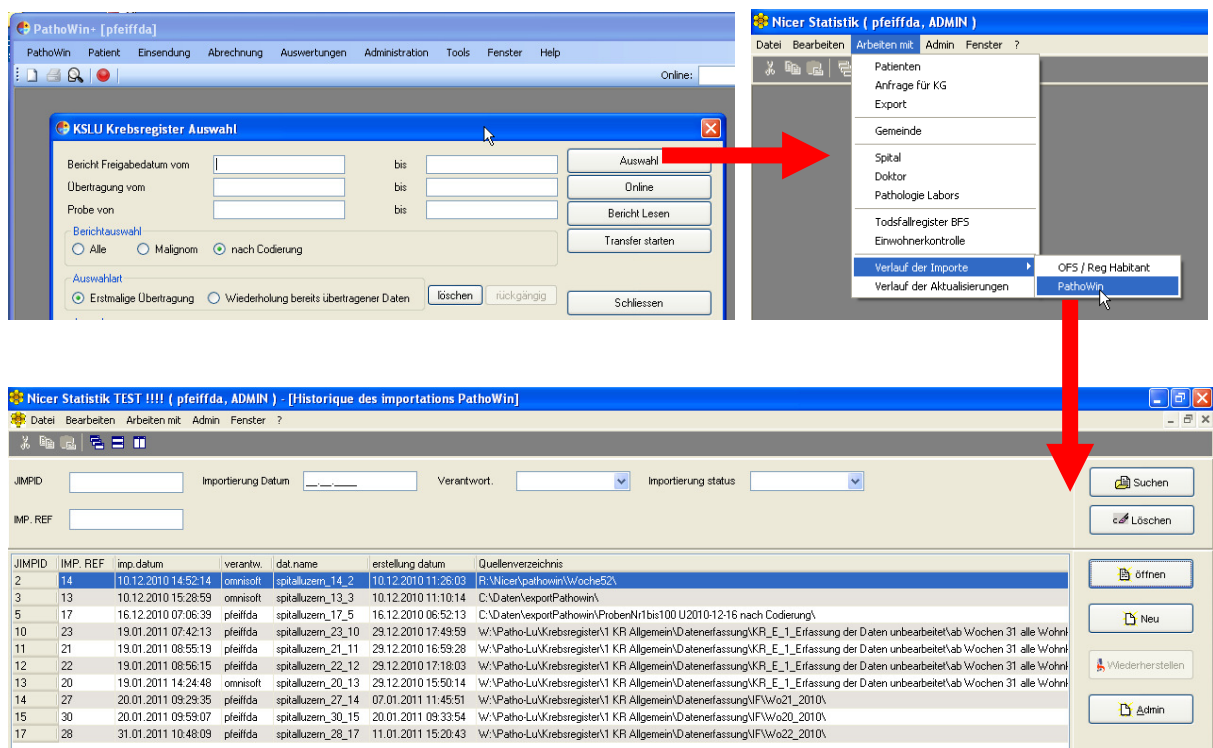 PathoWin+ [pfeiffda]
PathoWin Patient Einsendung Abrechnung Auswertungen Administration Tools Fenster Help
Online:
KSLU Krebsregister Auswahl
Bericht Freigabedatum vom bis Auswahl
Übertragung vom bis Online
Probe von bis Bericht Lesen
Berichtauswahl
Alle Malignom nach Codierung Transfer starten
Auswahlart
Erstmalige Übertragung Wiederholung bereits übertragener Daten löschen rückgängig Schliessen
Nicer Statistik ( pfeiffda, ADMIN )
Datei Bearbeiten Arbeiten mit Admin Fenster ?
Patienten
Anfrage für KG
Export
Gemeinde
Spital
Doktor
Pathologie Labors
Todsfallregister BFS
Einwohnerkontrolle
Verlauf der Importe OFS / Reg Habitant
Verlauf der Aktualisierungen PathoWin
Nicer Statistik TEST !!!! ( pfeiffda, ADMIN ) - [Historique des importations PathoWin]
Datei Bearbeiten Arbeiten mit Admin Fenster ?
JIMPID Importierung Datum __.__.____ Verantwort. Importierung status Suchen
IMP. REF Löschen
JIMPID IMP. REF imp.datum verantw. dat.name erstellung datum Quellenverzeichnis
2 14 10.12.2010 14:52:14 omnisoft spitalluzern_14_2 10.12.2010 11:26:03 R:\Nicer\pathowin\Woche52\
3 13 10.12.2010 15:28:59 omnisoft spitalluzern_13_3 10.12.2010 11:10:14 C:\Daten\exportPathowin\
5 17 16.12.2010 07:06:39 pfeiffda spitalluzern_17_5 16.12.2010 06:52:13 C:\Daten\exportPathowin\ProbenNr1bis100 U2010-12-16 nach Codierung\
10 23 19.01.2011 07:42:13 pfeiffda spitalluzern_23_10 29.12.2010 17:49:59 W:\Patho-Lu\Krebsregister\1 KR Allgemein\Datenerfassung\KR_E_1_Erfassung der Daten unbearbeitet\ab Wochen 31 alle Wohnl
11 21 19.01.2011 08:55:19 pfeiffda spitalluzern_21_11 29.12.2010 16:59:28 W:\Patho-Lu\Krebsregister\1 KR Allgemein\Datenerfassung\KR_E_1_Erfassung der Daten unbearbeitet\ab Wochen 31 alle Wohnl
12 22 19.01.2011 08:56:15 pfeiffda spitalluzern_22_12 29.12.2010 17:18:03 W:\Patho-Lu\Krebsregister\1 KR Allgemein\Datenerfassung\KR_E_1_Erfassung der Daten unbearbeitet\ab Wochen 31 alle Wohnl
13 20 19.01.2011 14:24:48 omnisoft spitalluzern_20_13 29.12.2010 15:50:14 W:\Patho-Lu\Krebsregister\1 KR Allgemein\Datenerfassung\KR_E_1_Erfassung der Daten unbearbeitet\ab Wochen 31 alle Wohnl
14 27 20.01.2011 09:29:35 pfeiffda spitalluzern_27_14 07.01.2011 11:45:51 W:\Patho-Lu\Krebsregister\1 KR Allgemein\Datenerfassung\IF\Wo21_2010\
15 30 20.01.2011 09:59:07 pfeiffda spitalluzern_30_15 20.01.2011 09:33:54 W:\Patho-Lu\Krebsregister\1 KR Allgemein\Datenerfassung\IF\Wo20_2010\
17 28 31.01.2011 10:48:09 pfeiffda spitalluzern_28_17 11.01.2011 15:20:43 W:\Patho-Lu\Krebsregister\1 KR Allgemein\Datenerfassung\IF\Wo22_2010\
öffnen
Neu
Wiederherstellen
Admin